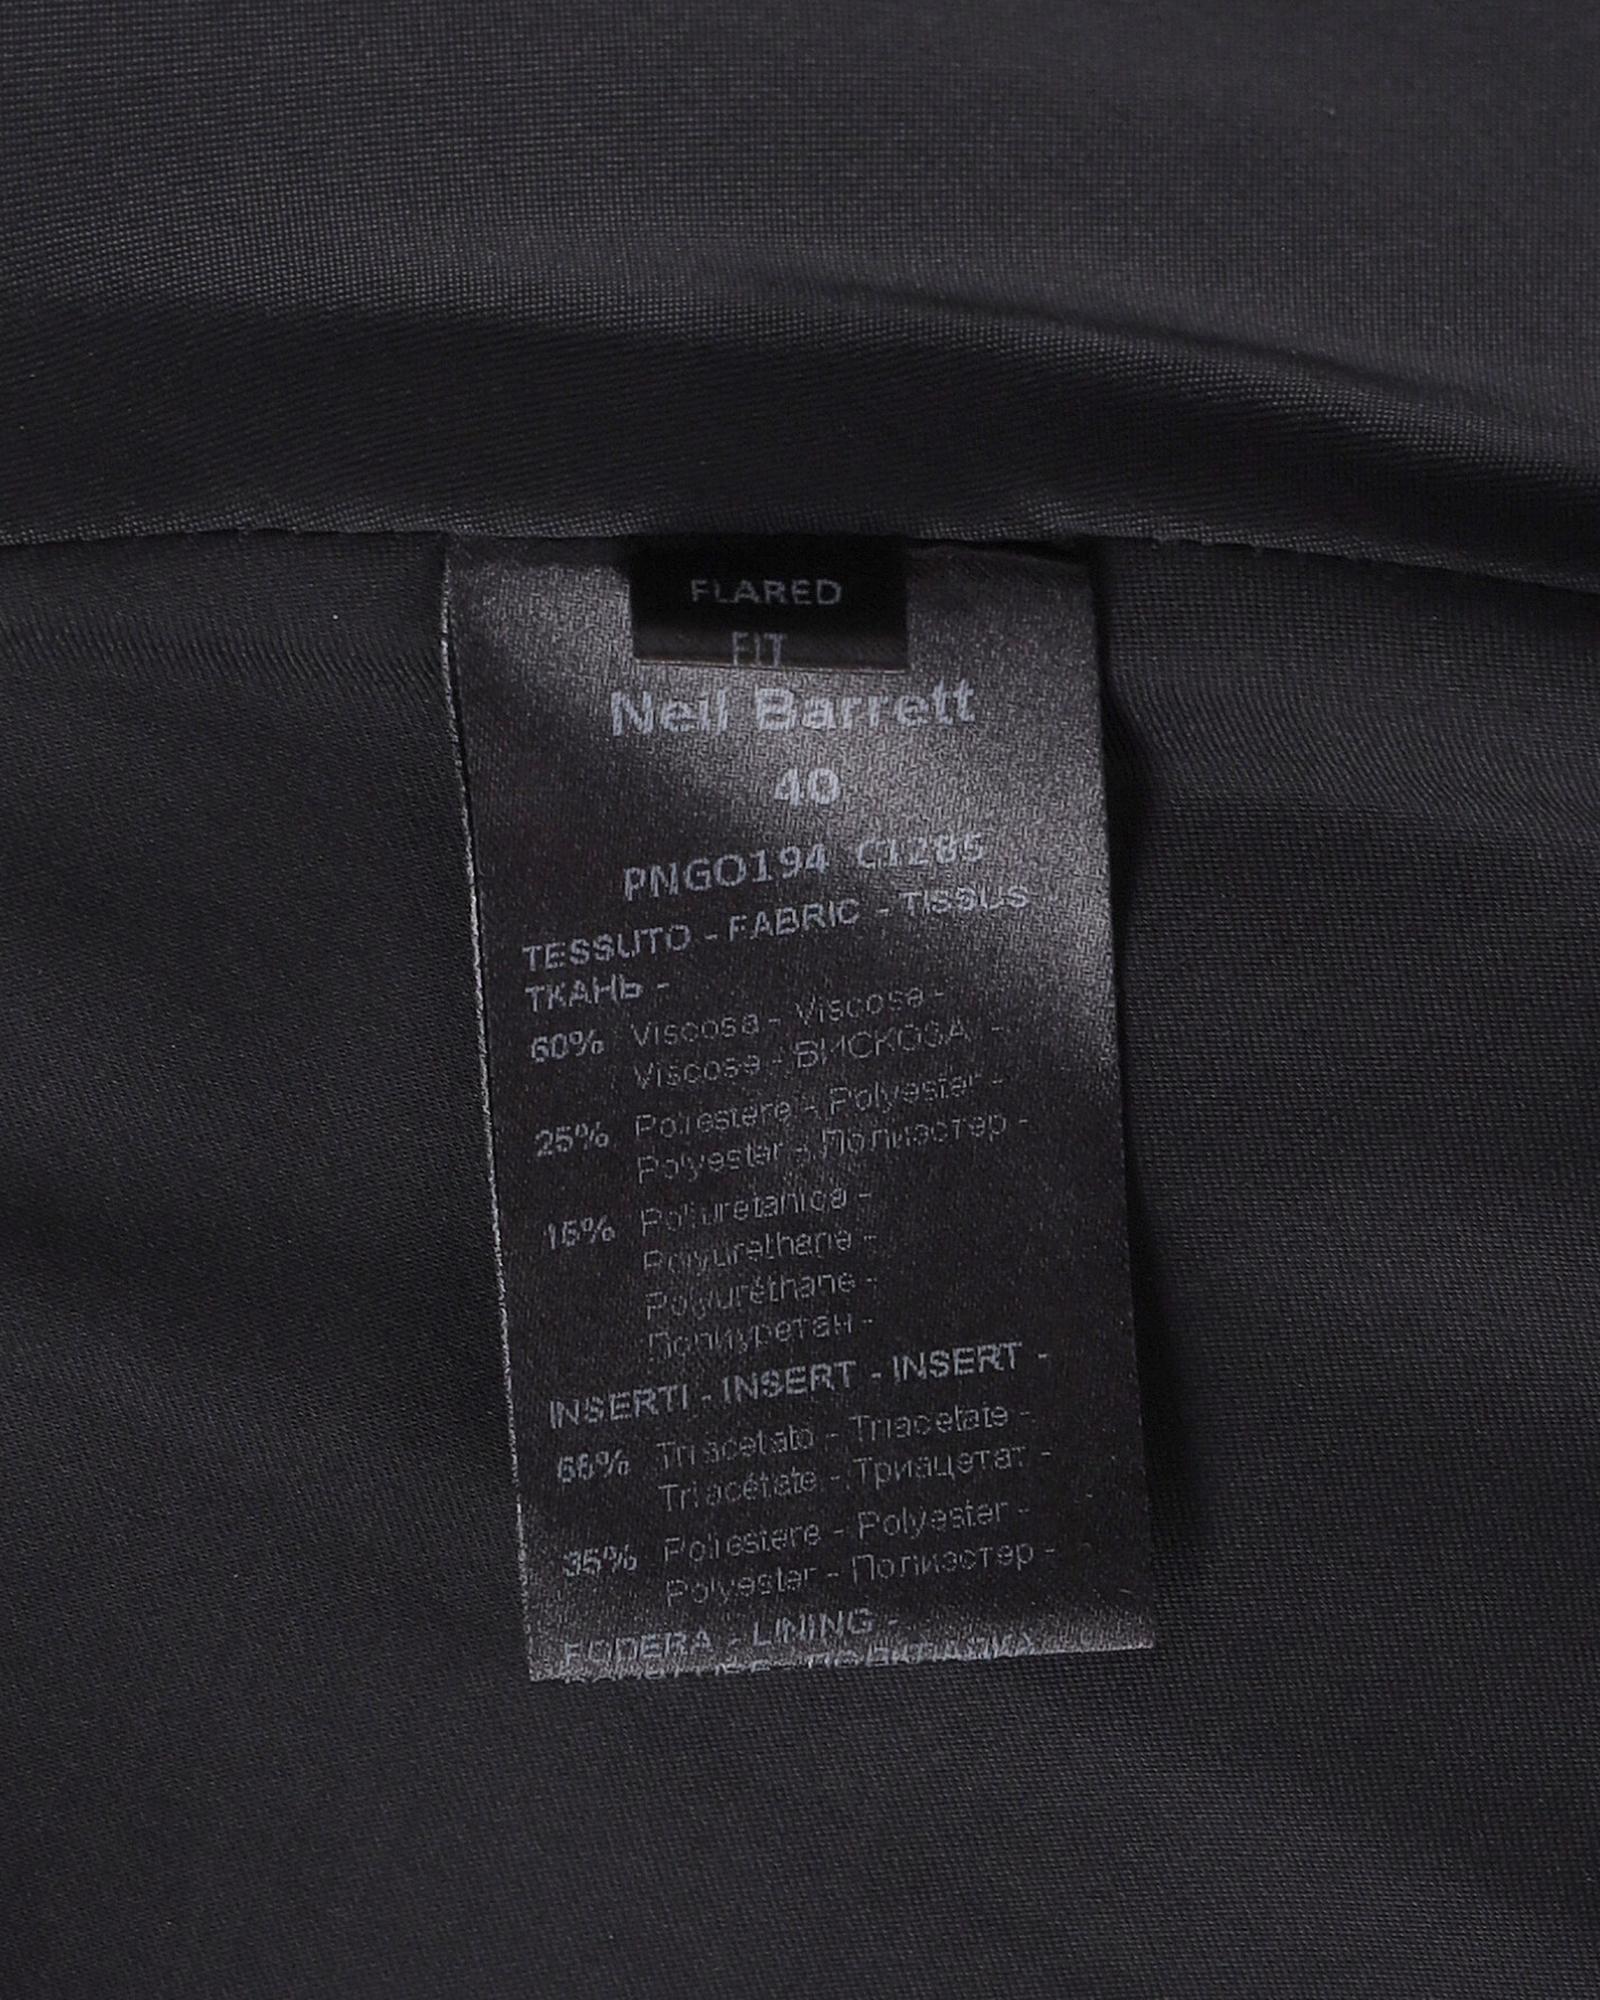 FLARED
FIT
Neil Barrett
40
PNGO194 C1285
TESSUTO - FABRIC - TISSUS
ТКАНЬ -
60% Viscosa - Viscosa -
Viscose - ВИСКОЗА -
25% Poliestere - Polyester -
Polyester - Полиэстер -
15% Poliuretanica -
Polyurethane -
Polyuréthane -
Полиуретан -
INSERTI - INSERT - INSERT -
Triacetato - Triacetate -
Triacétate - Триацетат -
35% Poliestere - Polyester -
Polyester - Полиэстер -
FODERA - LINING -